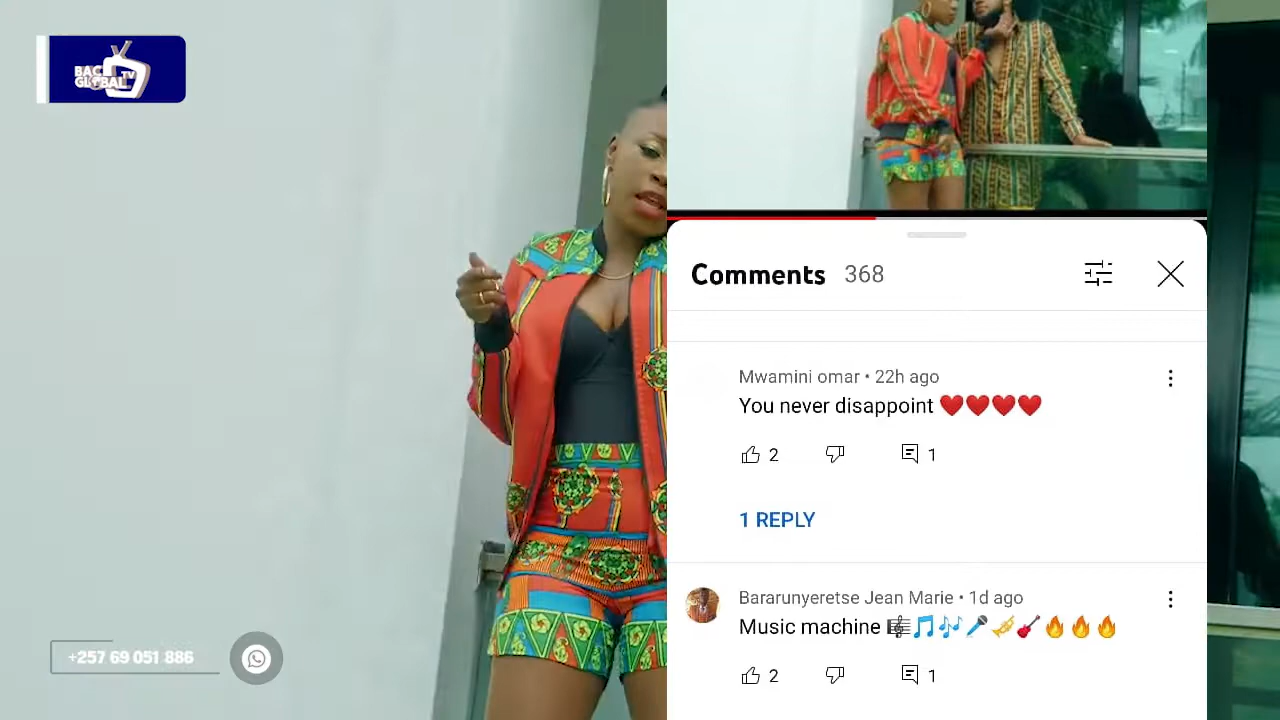 BAC
GLOBAL TV
Comments 368
Mwamini omar • 22h ago
You never disappoint ❤️❤️❤️❤️
2 1
1 REPLY
Bararunyeretse Jean Marie • 1d ago
Music machine 🎼🎵🎶🎤🎺🎸🔥🔥🔥
2 1
+257 69 051 886